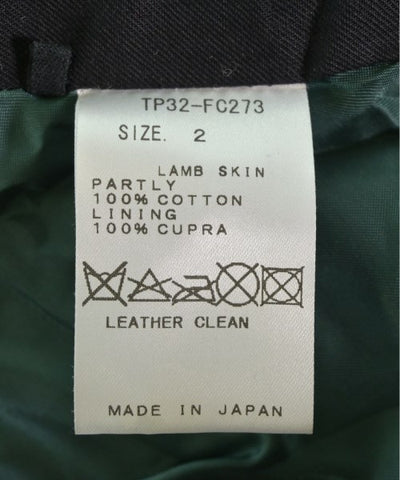 TP32-FC273
SIZE. 2
LAMB SKIN
PARTLY
100% COTTON
LINING
100% CUPRA
LEATHER CLEAN
MADE IN JAPAN